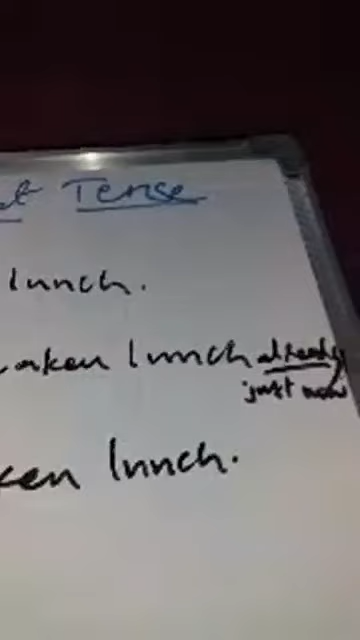 Tense
lunch.
lunch already
just now
lunch.